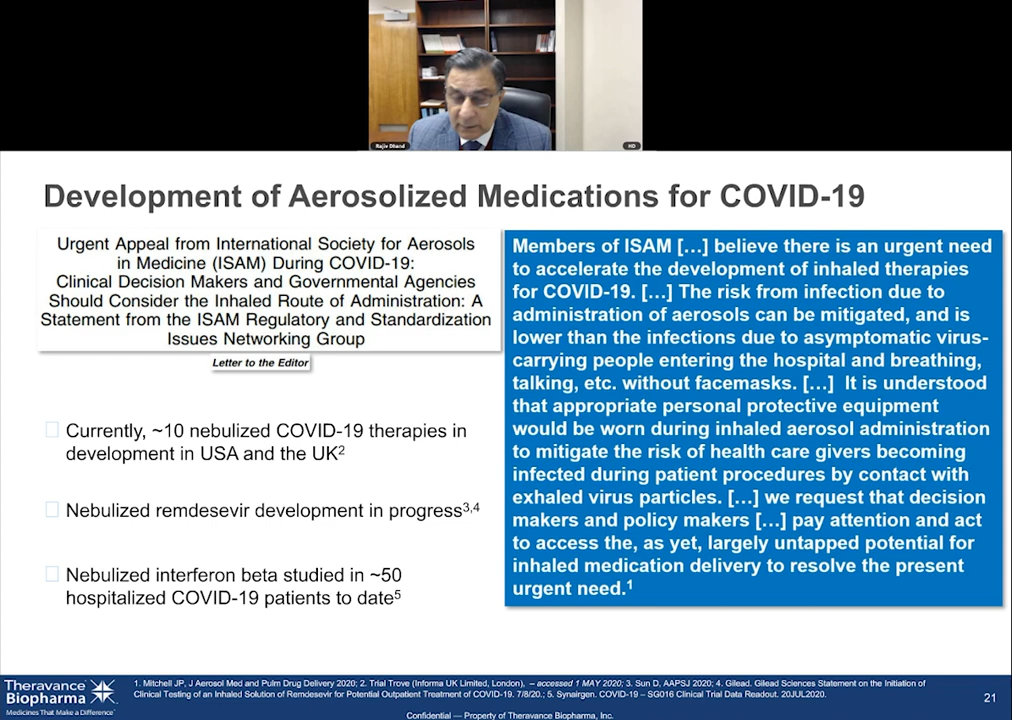 Rajiv Dhand
HD
Development of Aerosolized Medications for COVID-19
Urgent Appeal from International Society for Aerosols
in Medicine (ISAM) During COVID-19:
Clinical Decision Makers and Governmental Agencies
Should Consider the Inhaled Route of Administration: A
Statement from the ISAM Regulatory and Standardization
Issues Networking Group
Letter to the Editor
Currently, ~10 nebulized COVID-19 therapies in
development in USA and the UK2
Nebulized remdesevir development in progress3,4
Nebulized interferon beta studied in ~50
hospitalized COVID-19 patients to date5
Members of ISAM [...] believe there is an urgent need
to accelerate the development of inhaled therapies
for COVID-19. [...] The risk from infection due to
administration of aerosols can be mitigated, and is
lower than the infections due to asymptomatic virus-
carrying people entering the hospital and breathing,
talking, etc. without facemasks. [...] It is understood
that appropriate personal protective equipment
would be worn during inhaled aerosol administration
to mitigate the risk of health care givers becoming
infected during patient procedures by contact with
exhaled virus particles. [...] we request that decision
makers and policy makers [...] pay attention and act
to access the, as yet, largely untapped potential for
inhaled medication delivery to resolve the present
urgent need.1
Theravance
Biopharma
Medicines That Make a Difference®
1. Mitchell JP, J Aerosol Med and Pulm Drug Delivery 2020; 2. Trial Trove (Informa UK Limited, London). – accessed 1 MAY 2020; 3. Sun D, AAPSJ 2020; 4. Gilead. Gilead Sciences Statement on the Initiation of
Clinical Testing of an Inhaled Solution of Remdesevir for Potential Outpatient Treatment of COVID-19. 7/8/20.; 5. Synairgen. COVID-19 – SG016 Clinical Trial Data Readout. 20JUL2020.
21
Confidential — Property of Theravance Biopharma, Inc.